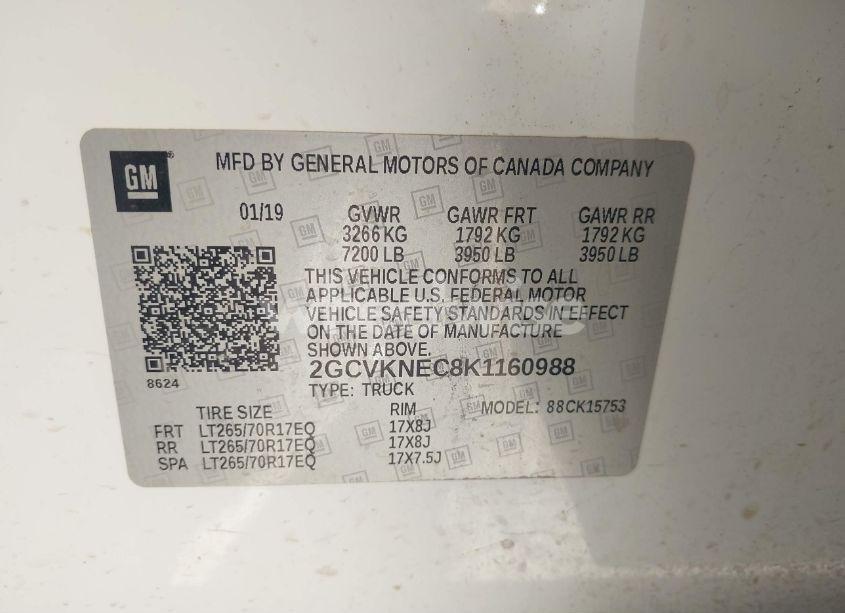 GM
MFD BY GENERAL MOTORS OF CANADA COMPANY
01/19 GVWR GAWR FRT GAWR RR
3266 KG 1792 KG 1792 KG
7200 LB 3950 LB 3950 LB
THIS VEHICLE CONFORMS TO ALL
APPLICABLE U.S. FEDERAL MOTOR
VEHICLE SAFETY STANDARDS IN EFFECT
ON THE DATE OF MANUFACTURE
SHOWN ABOVE.
8624
2GCVKNEC8K1160988
TYPE: TRUCK
TIRE SIZE RIM MODEL: 88CK15753
FRT LT265/70R17EQ 17X8J
RR LT265/70R17EQ 17X8J
SPA LT265/70R17EQ 17X7.5J